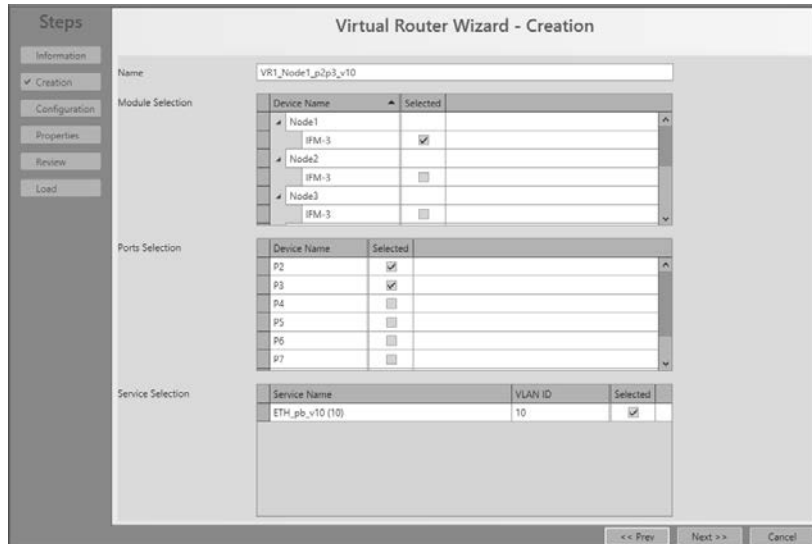 Steps
Virtual Router Wizard - Creation
Information
✔ Creation
Configuration
Properties
Review
Load
Name
VR1_Node1_p2p3_v10
Module Selection
Device Name Selected
Node1
IFM-3
Node2
IFM-3
Node3
IFM-3
Ports Selection
Device Name Selected
P2
P3
P4
P5
P6
P7
Service Selection
Service Name VLAN ID Selected
ETH_pb_v10 (10) 10
<< Prev Next >> Cancel